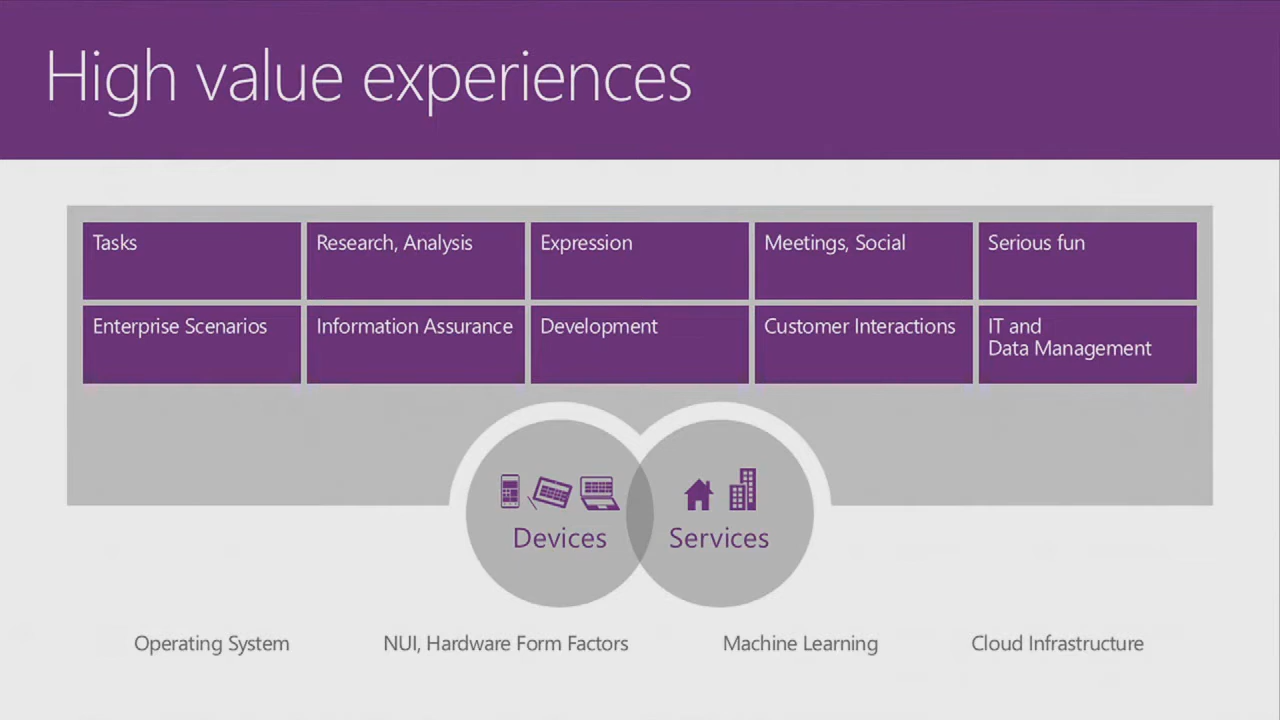 High value experiences
Tasks
Research, Analysis
Expression
Meetings, Social
Serious fun
Enterprise Scenarios
Information Assurance
Development
Customer Interactions
IT and
Data Management
Devices
Services
Operating System
NUI, Hardware Form Factors
Machine Learning
Cloud Infrastructure